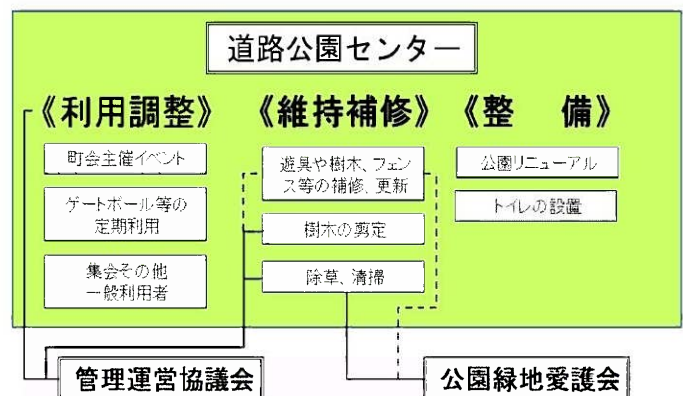 道路公園センター
《利用調整》
町会主催イベント
ゲートボール等の
定期利用
集会その他
一般利用者
《維持補修》
遊具や樹木、フェン
ス等の補修、更新
樹木の剪定
除草、清掃
《整　備》
公園リニューアル
トイレの設置
管理運営協議会
公園緑地愛護会